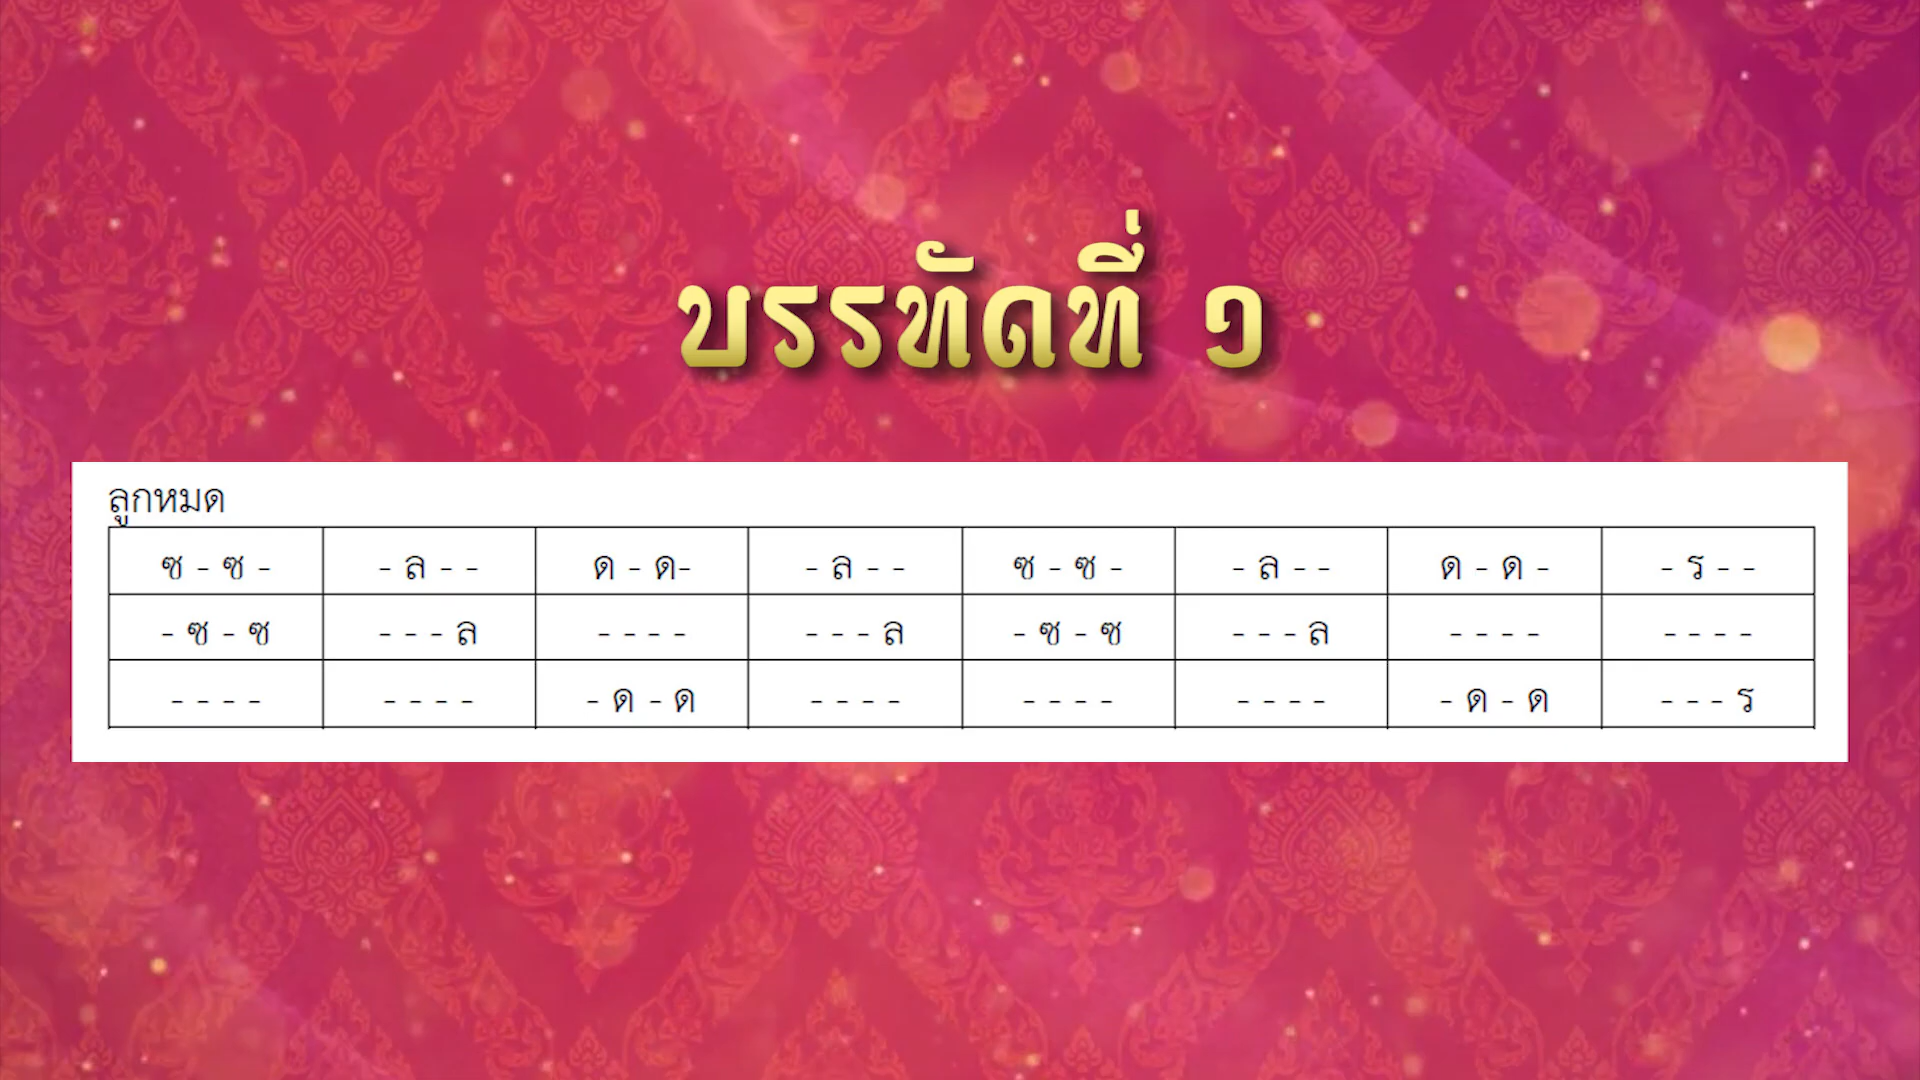 บรรทัดที่ ๑
ลูกหมด
ซ - ซ - - ล - - ด - ด- - ล - - ซ - ซ - - ล - - ด - ด - - ร - -
- ซ - ซ - - - ล - - - - - - - ล - ซ - ซ - - - ล - - - - - - - -
- - - - - - - - - ด - ด - - - - - - - - - - - - - ด - ด - - - ร